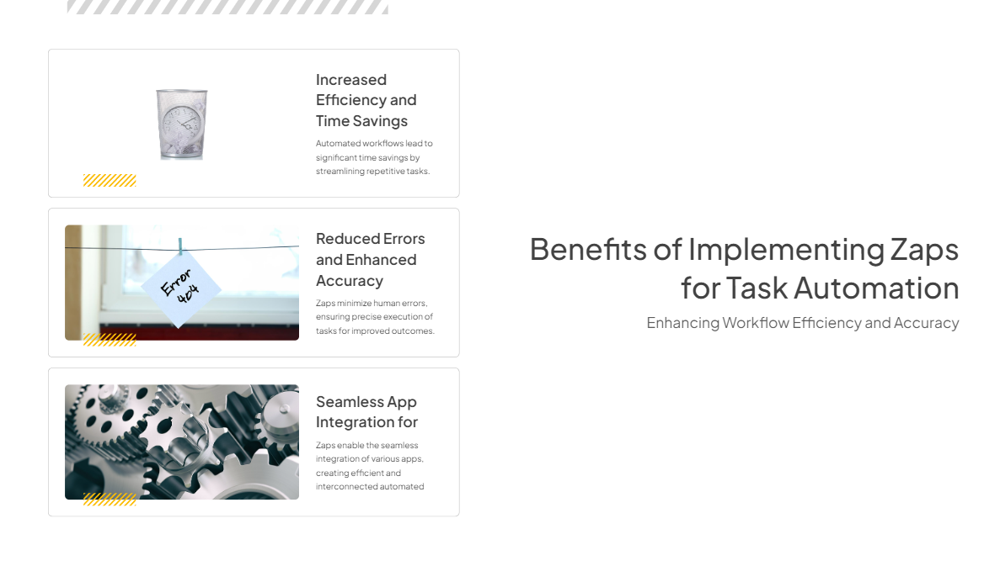 Increased
Efficiency and
Time Savings
Automated workflows lead to
significant time savings by
streamlining repetitive tasks.
Error
404
Reduced Errors
and Enhanced
Accuracy
Zaps minimize human errors,
ensuring precise execution of
tasks for improved outcomes.
Seamless App
Integration for
Zaps enable the seamless
integration of various apps,
creating efficient and
interconnected automated
Benefits of Implementing Zaps
for Task Automation
Enhancing Workflow Efficiency and Accuracy